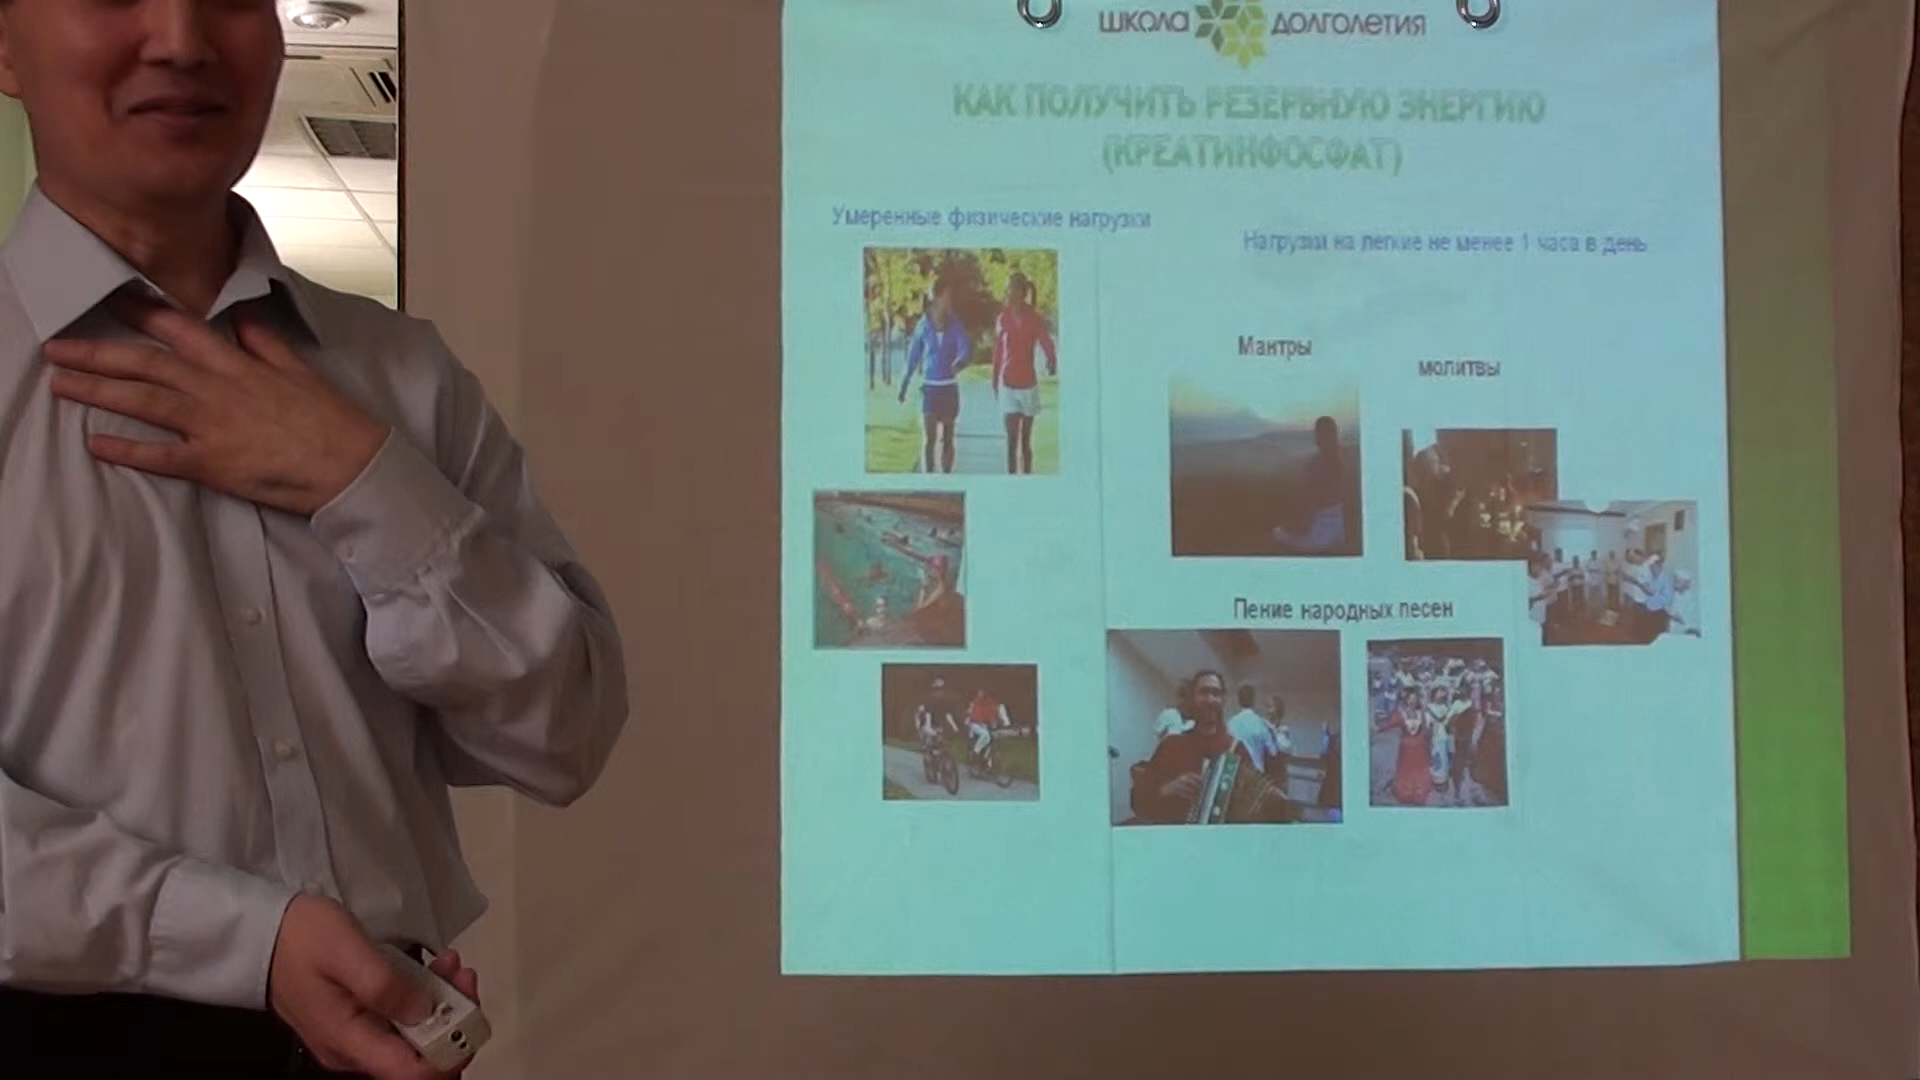 школа долголетия
КАК ПОЛУЧИТЬ РЕЗЕРВНУЮ ЭНЕРГИЮ
(КРЕАТИНФОСФАТ)
Умеренные физические нагрузки
Нагрузки на легкие не менее 1 часа в день
Мантры
молитвы
Пение народных песен